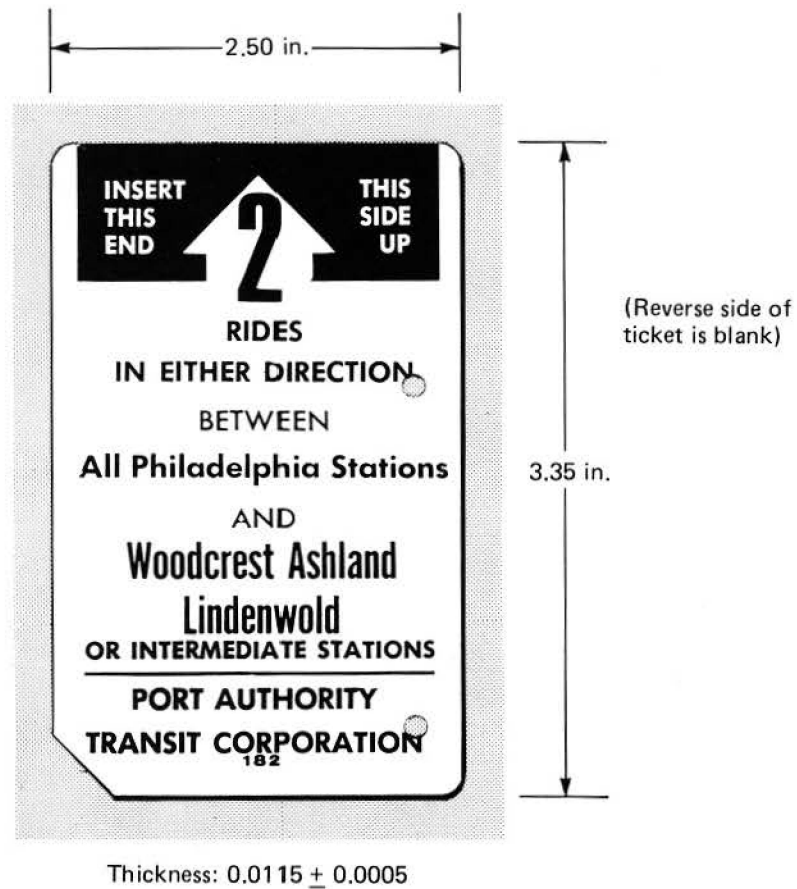 2.50 in.
INSERT THIS END
2
THIS SIDE UP
RIDES
IN EITHER DIRECTION
BETWEEN
All Philadelphia Stations
AND
Woodcrest Ashland
Lindenwold
OR INTERMEDIATE STATIONS
PORT AUTHORITY
TRANSIT CORPORATION
182
(Reverse side of
ticket is blank)
3.35 in.
Thickness: 0.0115 ± 0.0005